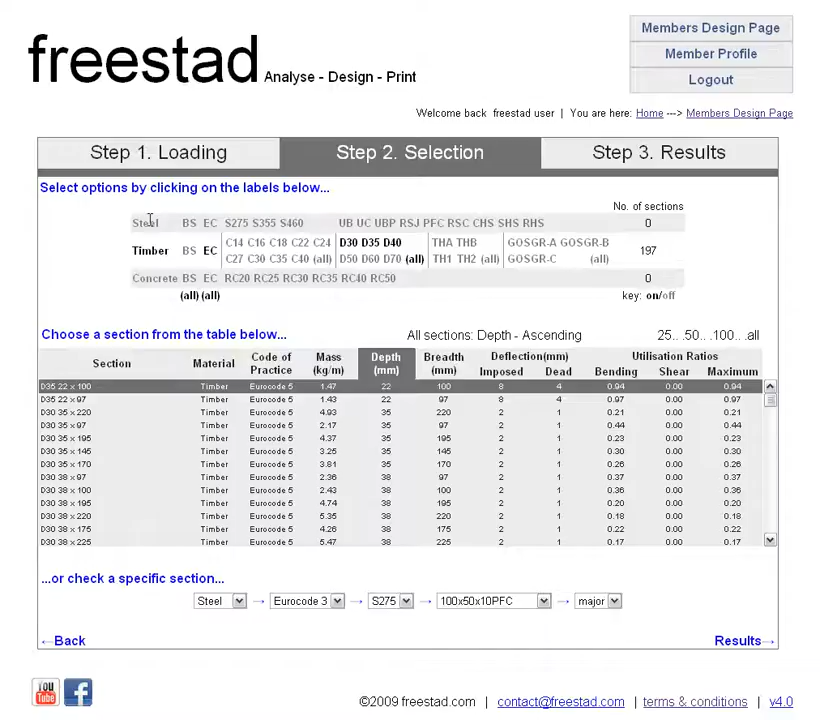 Members Design Page
Member Profile
Logout
freestad Analyse - Design - Print
Welcome back freestad user | You are here: Home ---> Members Design Page
Step 1. Loading
Step 2. Selection
Step 3. Results
Select options by clicking on the labels below...
No. of sections
Steel BS EC S275 S355 S460 UB UC UBP RSJ PFC RSC CHS SHS RHS 0
Timber BS EC C14 C16 C18 C22 C24 D30 D35 D40 THA THB GOSGR-A GOSGR-B 197
C27 C30 C35 C40 (all) D50 D60 D70 (all) TH1 TH2 (all) GOSGR-C (all)
Concrete BS EC RC20 RC25 RC30 RC35 RC40 RC50 0
(all) (all) key: on/off
Choose a section from the table below... All sections: Depth - Ascending 25.. .50.. .100.. .all
Section Material Code of Practice Mass (kg/m) Depth (mm) Breadth (mm) Deflection(mm) Imposed Dead Utilisation Ratios Bending Shear Maximum
D35 22 x 100 Timber Eurocode 5 1.47 22 100 8 4 0.94 0.00 0.94
D35 22 x 97 Timber Eurocode 5 1.43 22 97 8 4 0.97 0.00 0.97
D30 35 x 220 Timber Eurocode 5 4.93 35 220 2 1 0.21 0.00 0.21
D30 35 x 97 Timber Eurocode 5 2.17 35 97 2 1 0.44 0.00 0.44
D30 35 x 195 Timber Eurocode 5 4.37 35 195 2 1 0.23 0.00 0.23
D30 35 x 145 Timber Eurocode 5 3.25 35 145 2 1 0.30 0.00 0.30
D30 35 x 170 Timber Eurocode 5 3.81 35 170 2 1 0.26 0.00 0.26
D30 38 x 97 Timber Eurocode 5 2.36 38 97 2 1 0.37 0.00 0.37
D30 38 x 100 Timber Eurocode 5 2.43 38 100 2 1 0.36 0.00 0.36
D30 38 x 195 Timber Eurocode 5 4.74 38 195 2 1 0.20 0.00 0.20
D30 38 x 220 Timber Eurocode 5 5.35 38 220 2 1 0.18 0.00 0.18
D30 38 x 175 Timber Eurocode 5 4.26 38 175 2 1 0.22 0.00 0.22
D30 38 x 225 Timber Eurocode 5 5.47 38 225 2 1 0.17 0.00 0.17
...or check a specific section...
Steel → Eurocode 3 → S275 → 100x50x10PFC → major
←Back
Results→
You Tube f
©2009 freestad.com | contact@freestad.com | terms & conditions | v4.0